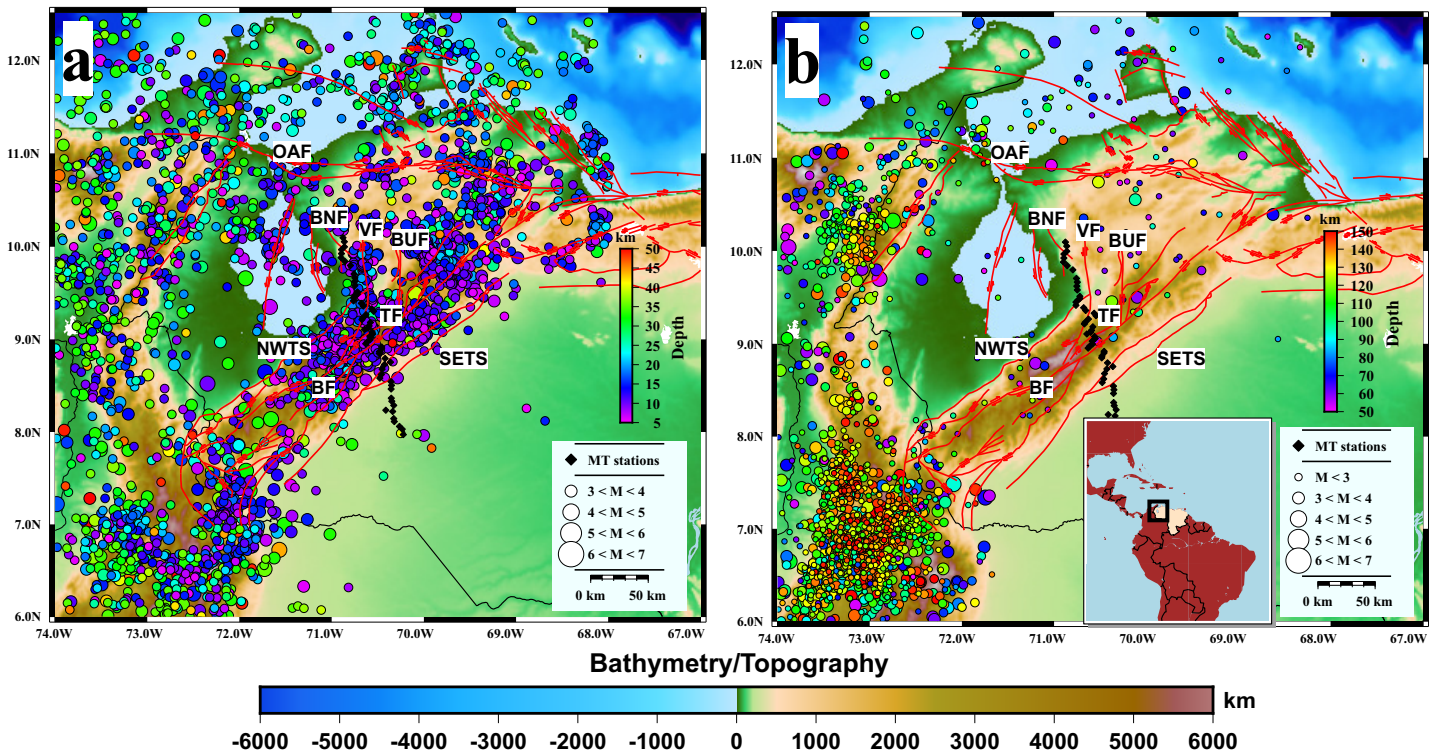 a
12.0N
11.0N
10.0N
9.0N
8.0N
7.0N
6.0N
74.0W
73.0W
72.0W
71.0W
70.0W
69.0W
68.0W
67.0W
OAF
BNF
VF
BUF
TF
NWTS
SETS
BF
km
50
45
40
35
30
25
20
15
10
5
Depth
MT stations
3 < M < 4
4 < M < 5
5 < M < 6
6 < M < 7
0 km 50 km
b
12.0N
11.0N
10.0N
9.0N
8.0N
7.0N
6.0N
74.0W
73.0W
72.0W
71.0W
70.0W
69.0W
68.0W
67.0W
OAF
BNF
VF
BUF
TF
NWTS
SETS
BF
km
150
140
130
120
110
100
90
80
70
60
50
Depth
MT stations
M < 3
3 < M < 4
4 < M < 5
5 < M < 6
6 < M < 7
0 km 50 km
Bathymetry/Topography
km
-6000 -5000 -4000 -3000 -2000 -1000 0 1000 2000 3000 4000 5000 6000